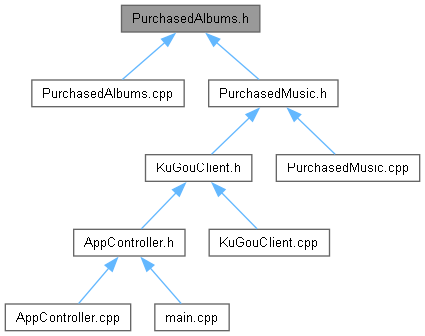 PurchasedAlbums.h
PurchasedAlbums.cpp
PurchasedMusic.h
KuGouClient.h
PurchasedMusic.cpp
AppController.h
KuGouClient.cpp
AppController.cpp
main.cpp